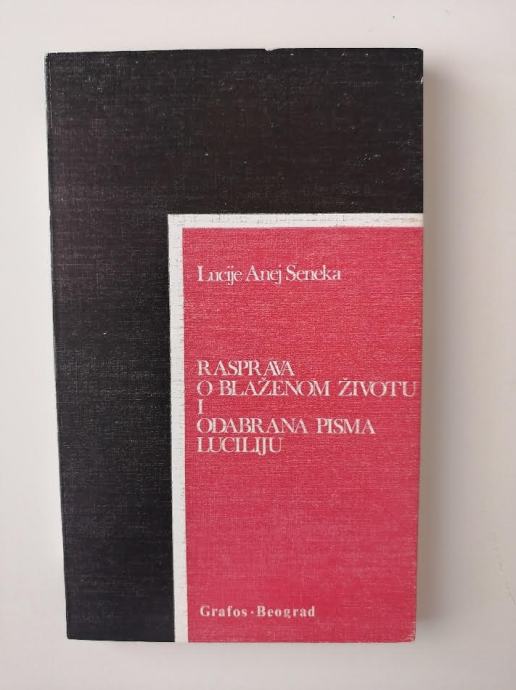 Lucije Anej Seneka
RASPRAVA
O BLAŽENOM ŽIVOTU
I
ODABRANA PISMA
LUCILIJU
Grafos · Beograd